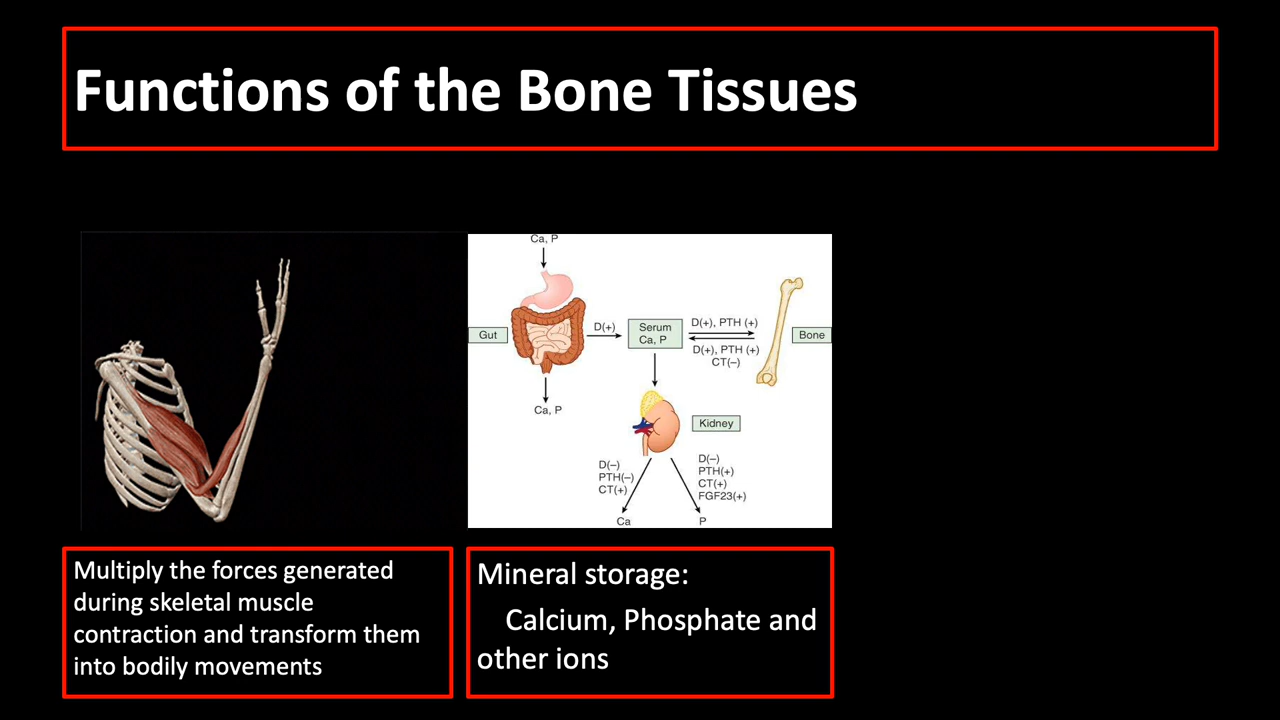 Functions of the Bone Tissues
Ca, P
Gut
D(+)
Serum
Ca, P
D(+), PTH (+)
D(+), PTH (+)
CT(–)
Bone
Ca, P
Kidney
D(–)
PTH(–)
CT(+)
D(–)
PTH(+)
CT(+)
FGF23(+)
Ca
P
Multiply the forces generated
during skeletal muscle
contraction and transform them
into bodily movements
Mineral storage:
Calcium, Phosphate and
other ions